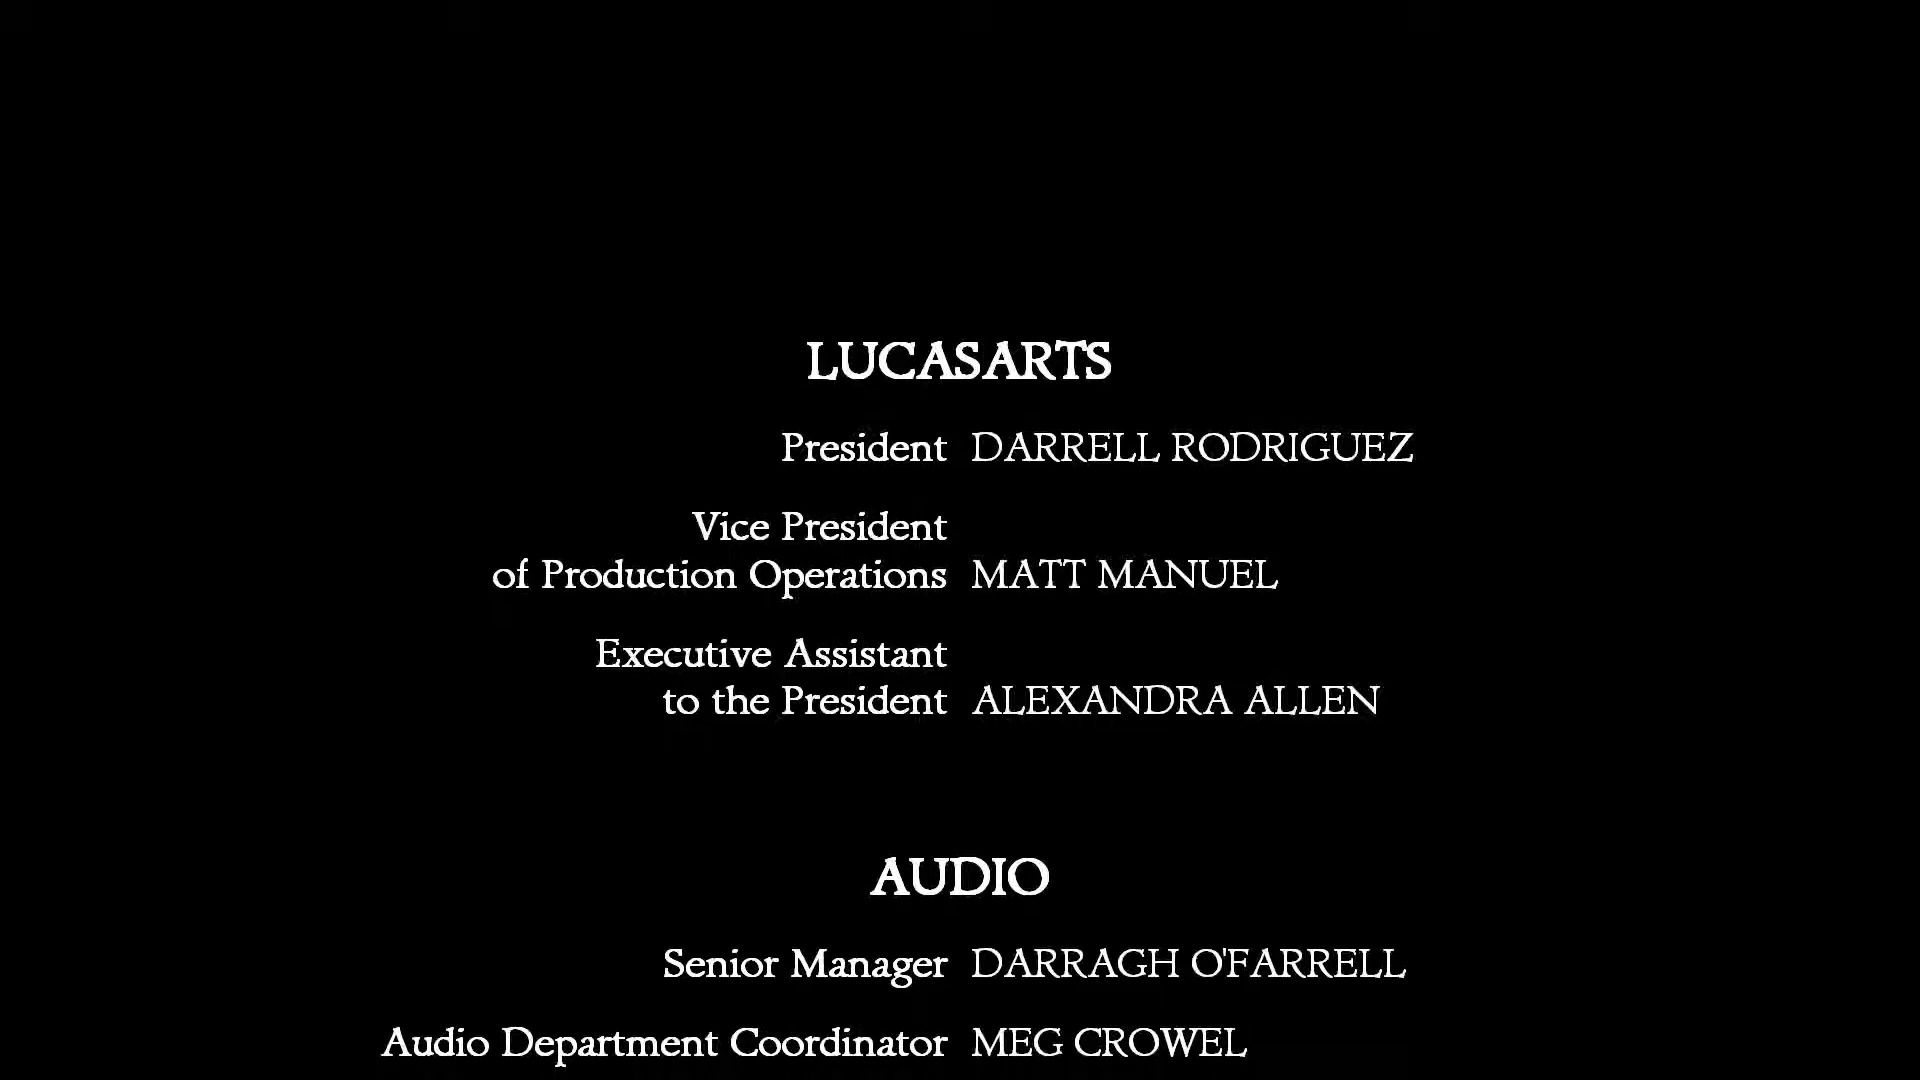 LUCASARTS
President DARRELL RODRIGUEZ
Vice President
of Production Operations MATT MANUEL
Executive Assistant
to the President ALEXANDRA ALLEN
AUDIO
Senior Manager DARRAGH O'FARRELL
Audio Department Coordinator MEG CROWEL